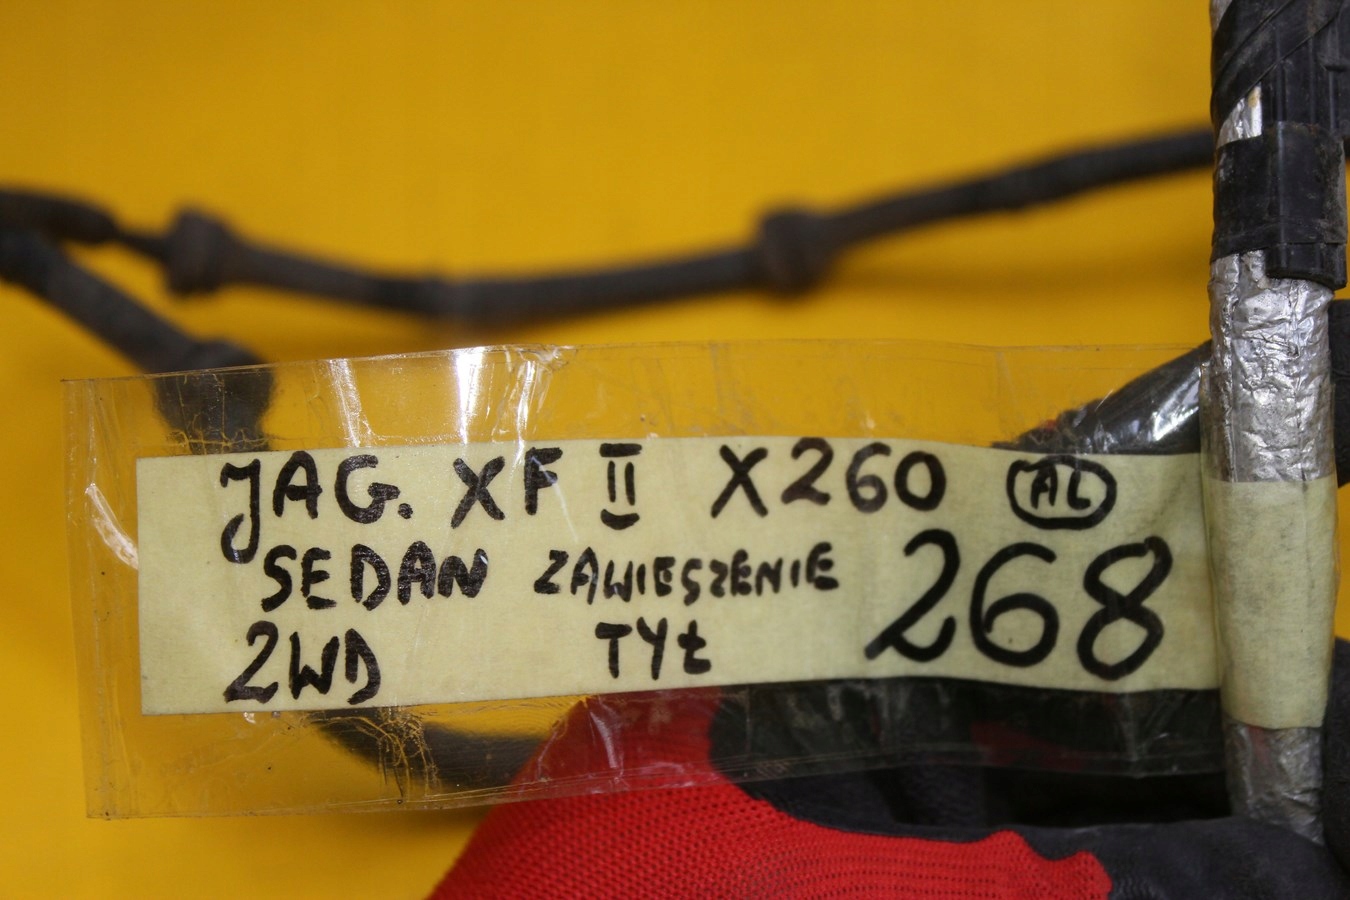 JAG. XF II X260 AL
SEDAN ZAWIESZENIE 268
2WD TYŁ